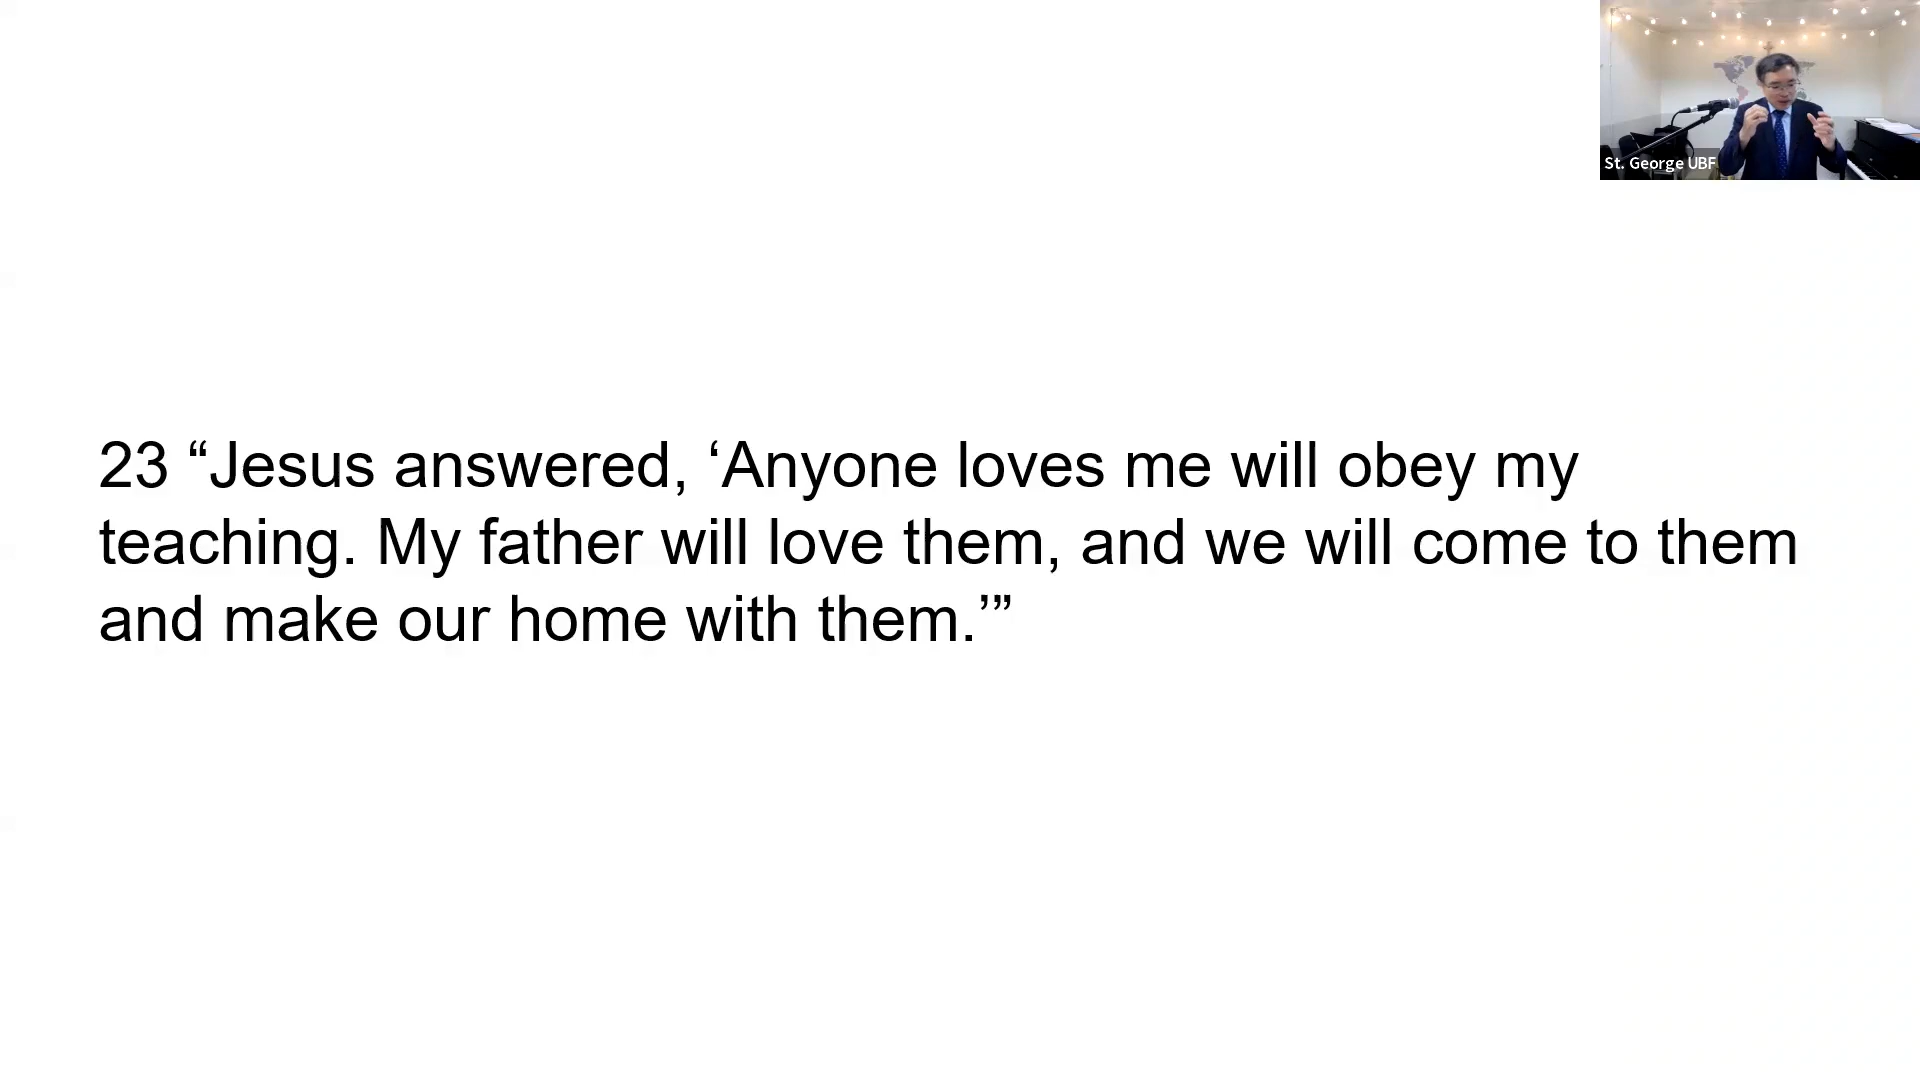 St. George UBF
23 “Jesus answered, ‘Anyone loves me will obey my
teaching. My father will love them, and we will come to them
and make our home with them.’”